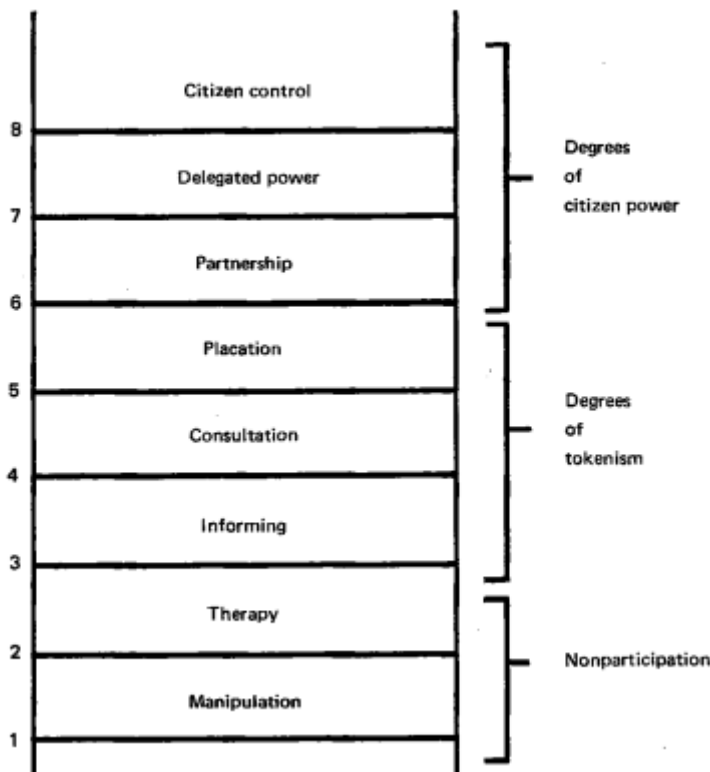 Citizen control
8
Delegated power
7
Partnership
6
Placation
5
Consultation
4
Informing
3
Therapy
2
Manipulation
1
Degrees
of
citizen power
Degrees
of
tokenism
Nonparticipation